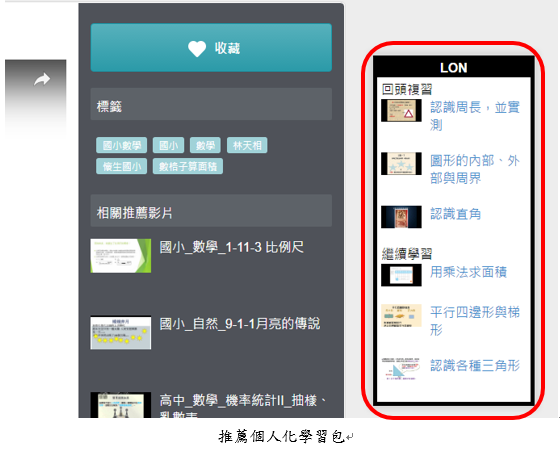 收藏
標籤
國小數學 國小 數學 林天相
懷生國小 數格子算面積
相關推薦影片
國小_數學_1-11-3 比例尺
國小_自然_9-1-1月亮的傳說
高中_數學_機率統計II_抽樣、
亂數表
LON
回頭複習
認識周長，並實
測
圖形的內部、外
部與周界
認識直角
繼續學習
用乘法求面積
平行四邊形與梯
形
認識各種三角形
推薦個人化學習包